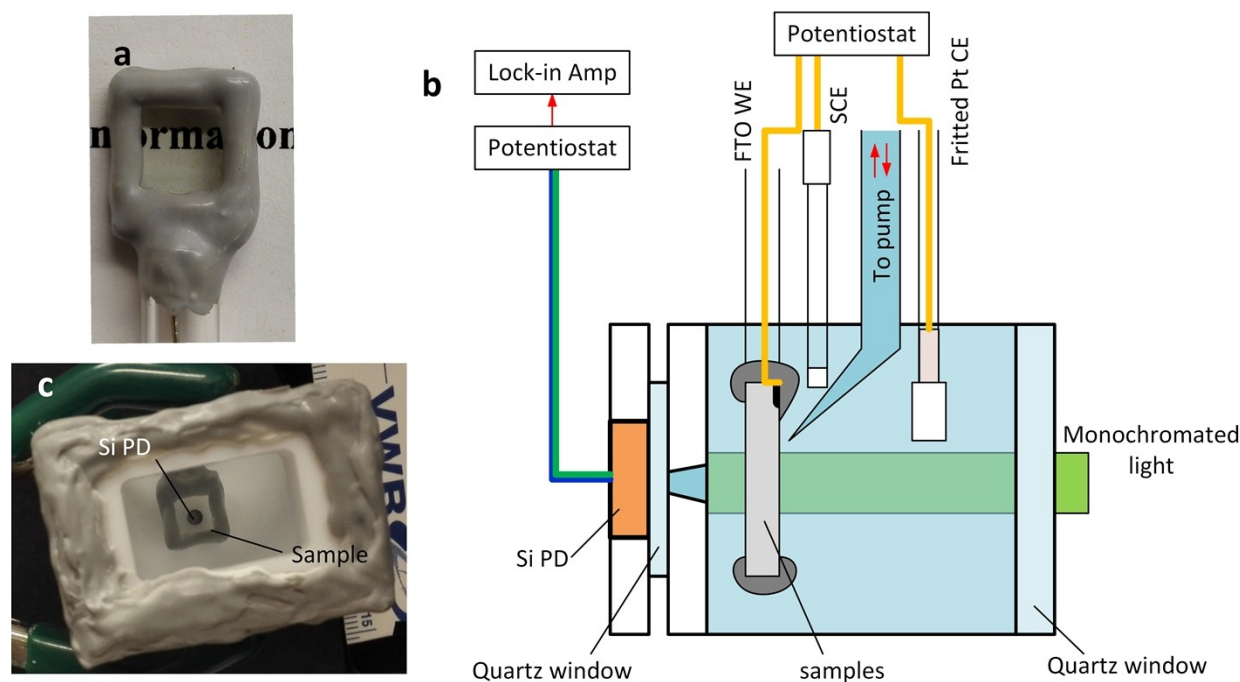 a
nformation
b
Lock-in Amp
Potentiostat
Potentiostat
FTO WE
SCE
To pump
Fritted Pt CE
Monochromated
light
Si PD
Quartz window
samples
Quartz window
c
Si PD
Sample
VWR
15